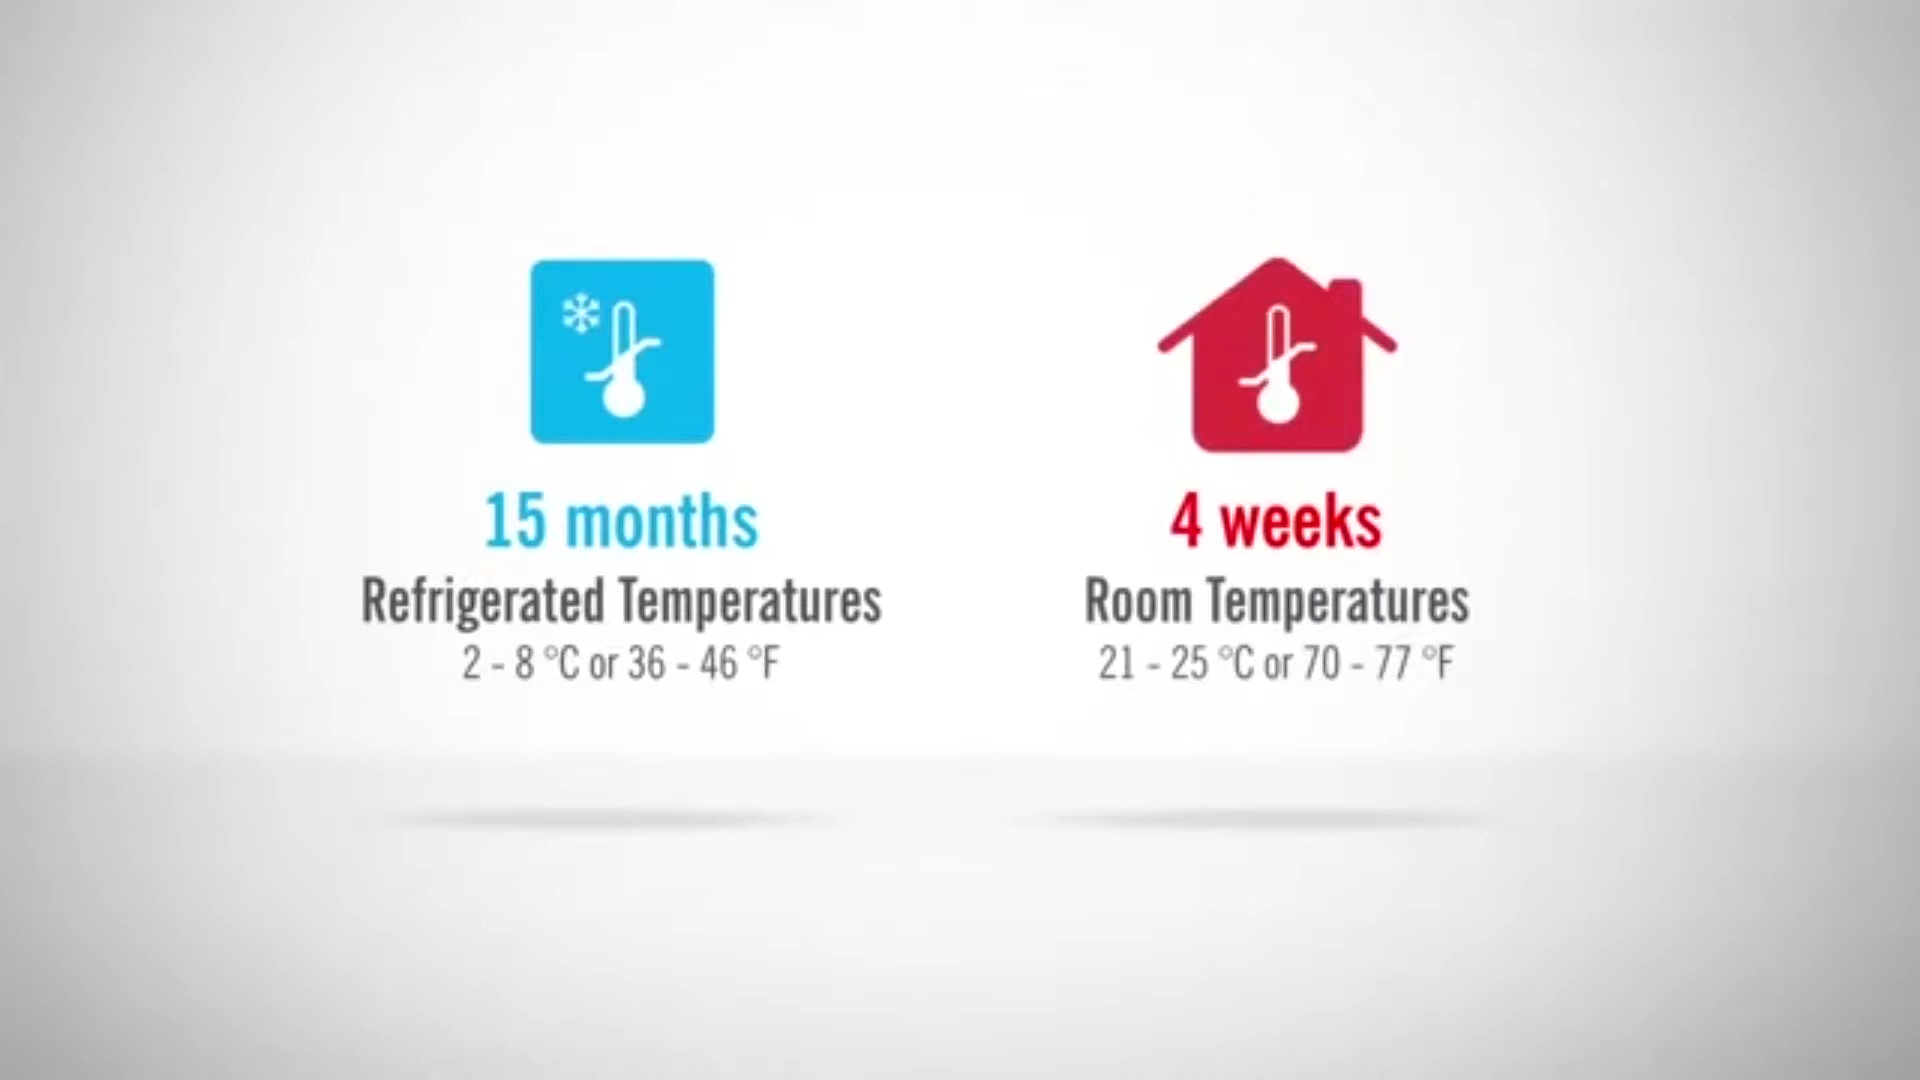 15 months
Refrigerated Temperatures
2 - 8 °C or 36 - 46 °F
4 weeks
Room Temperatures
21 - 25 °C or 70 - 77 °F